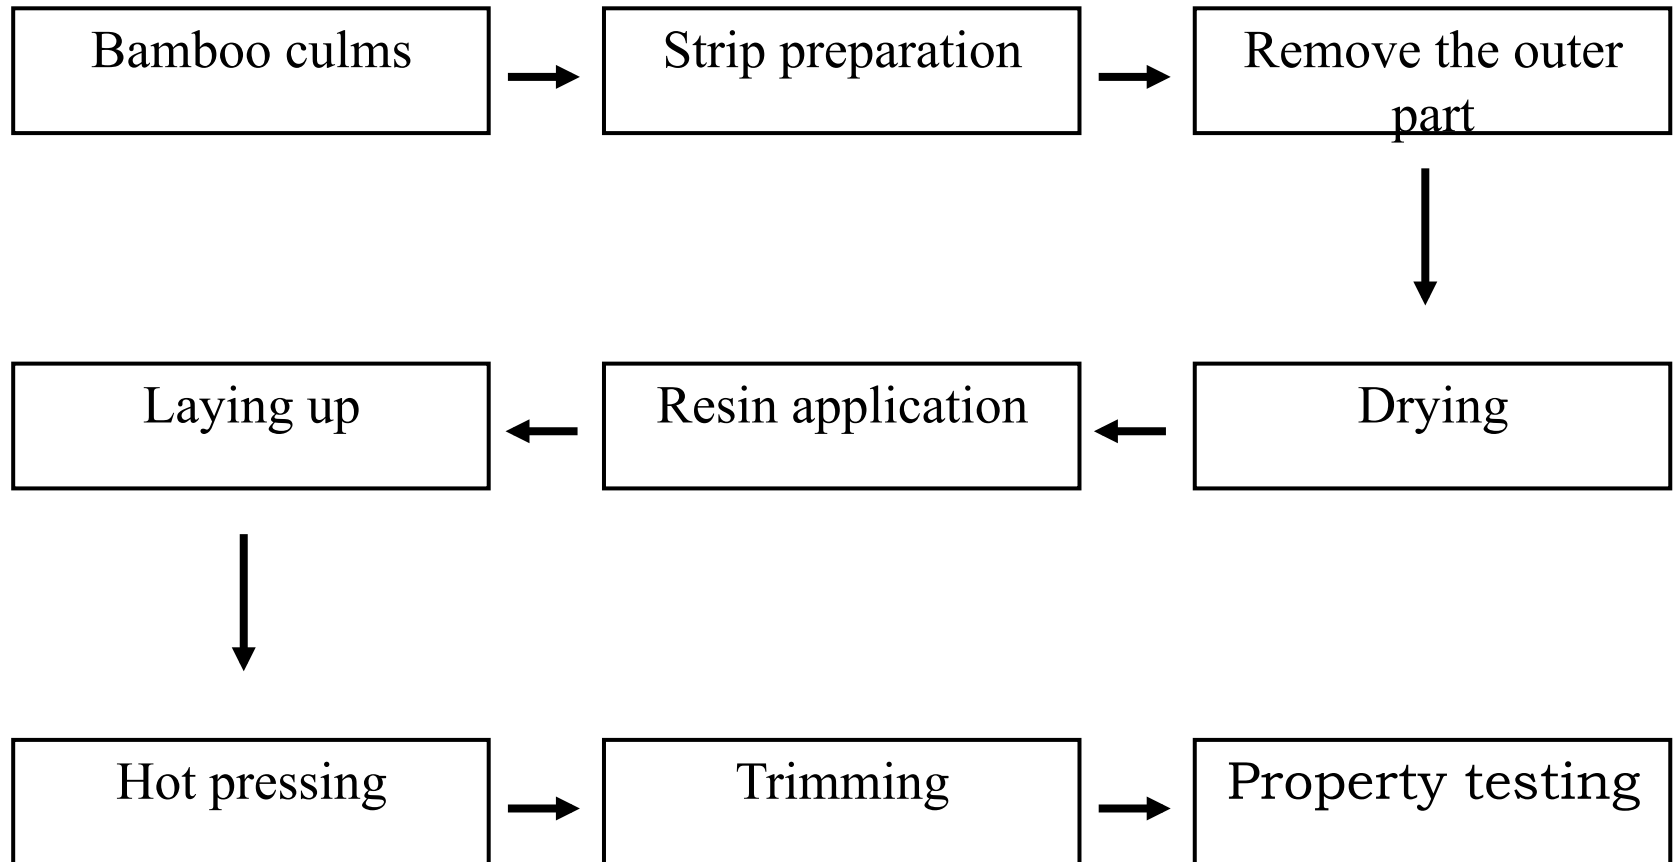 Bamboo culms
Strip preparation
Remove the outer
part
Drying
Resin application
Laying up
Hot pressing
Trimming
Property testing